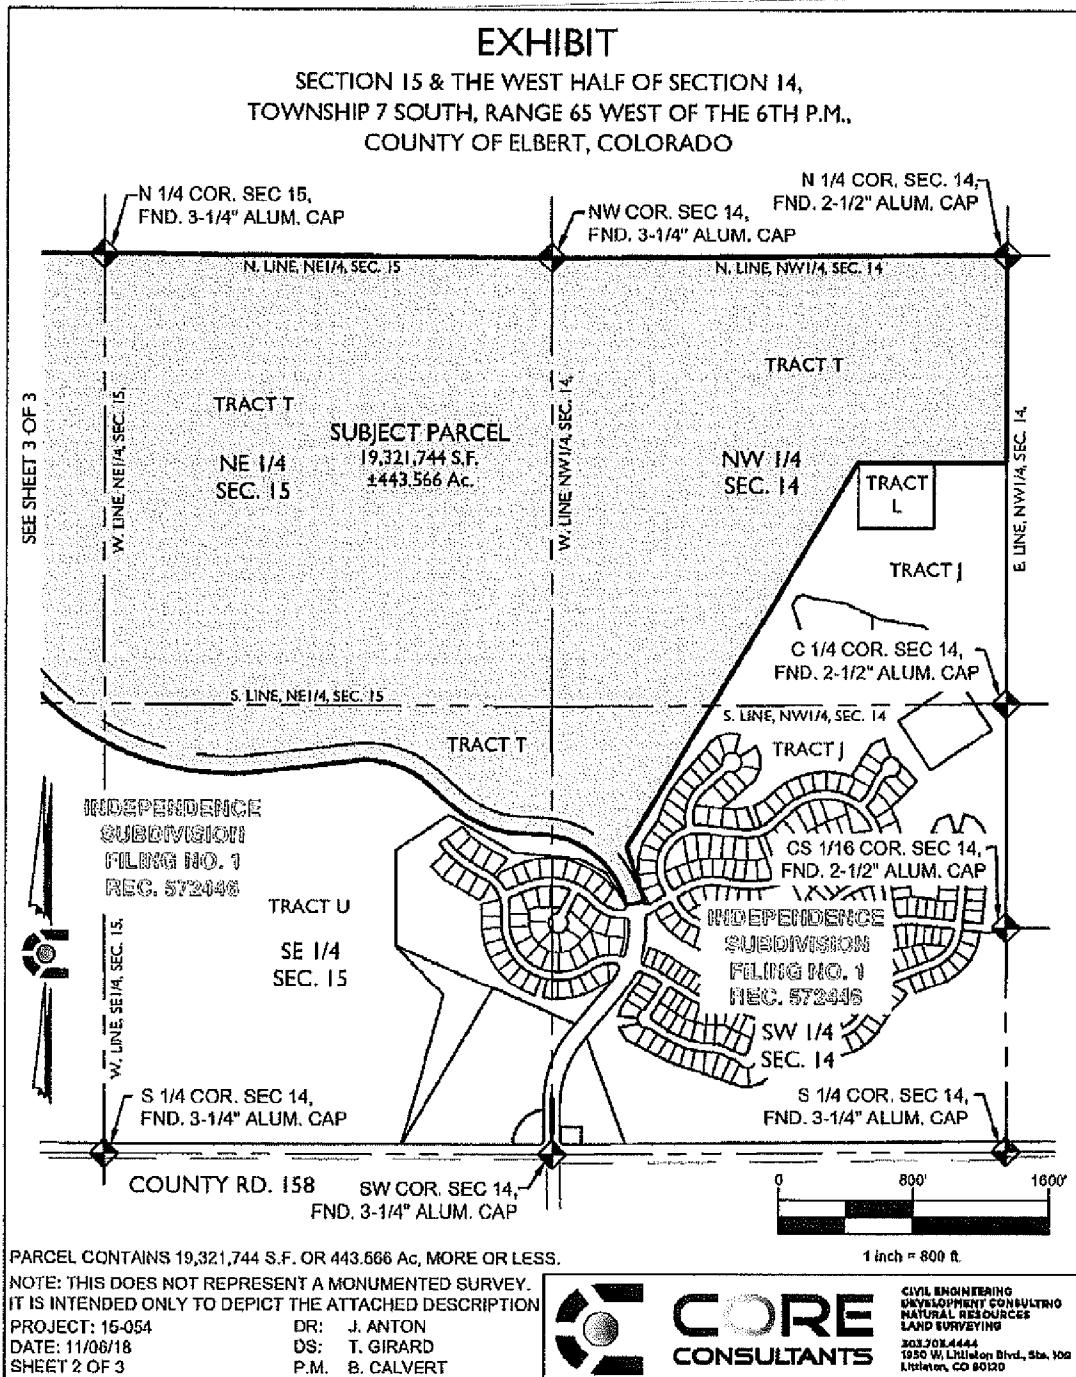 EXHIBIT
SECTION 15 & THE WEST HALF OF SECTION 14,
TOWNSHIP 7 SOUTH, RANGE 65 WEST OF THE 6TH P.M.,
COUNTY OF ELBERT, COLORADO
N 1/4 COR. SEC 15,
FND. 3-1/4" ALUM. CAP
NW COR. SEC 14,
FND. 3-1/4" ALUM. CAP
N 1/4 COR. SEC. 14,
FND. 2-1/2" ALUM. CAP
N. LINE, NE1/4, SEC. 15
N. LINE, NW1/4, SEC. 14
SEE SHEET 3 OF 3
W. LINE, NE1/4, SEC. 15,
TRACT T
NE 1/4
SEC. 15
SUBJECT PARCEL
19,321,744 S.F.
±443.566 Ac.
W. LINE, NW1/4, SEC. 14,
TRACT T
NW 1/4
SEC. 14
E. LINE, NW1/4, SEC. 14,
TRACT
L
TRACT J
C 1/4 COR. SEC 14,
FND. 2-1/2" ALUM. CAP
S. LINE, NE1/4, SEC. 15
S. LINE, NW1/4, SEC. 14
TRACT T
TRACT J
INDEPENDENCE
SUBDIVISION
FILING NO. 1
REC. 572446
CS 1/16 COR. SEC 14,
FND. 2-1/2" ALUM. CAP
TRACT U
SE 1/4
SEC. 15
INDEPENDENCE
SUBDIVISION
FILING NO. 1
REC. 572446
SW 1/4
SEC. 14
W. LINE, SE1/4, SEC. 15.
S 1/4 COR. SEC 14,
FND. 3-1/4" ALUM. CAP
S 1/4 COR. SEC 14,
FND. 3-1/4" ALUM. CAP
COUNTY RD. 158
SW COR. SEC 14,
FND. 3-1/4" ALUM. CAP
0 800' 1600'
1 inch = 800 ft.
PARCEL CONTAINS 19,321,744 S.F. OR 443.566 Ac, MORE OR LESS.
NOTE: THIS DOES NOT REPRESENT A MONUMENTED SURVEY.
IT IS INTENDED ONLY TO DEPICT THE ATTACHED DESCRIPTION
PROJECT: 15-054 DR: J. ANTON
DATE: 11/06/18 DS: T. GIRARD
SHEET 2 OF 3 P.M. B. CALVERT
CORE
CONSULTANTS
CIVIL ENGINEERING
DEVELOPMENT CONSULTING
NATURAL RESOURCES
LAND SURVEYING
303.703.4444
1950 W. Littleton Blvd., Ste. 109
Littleton, CO 80120